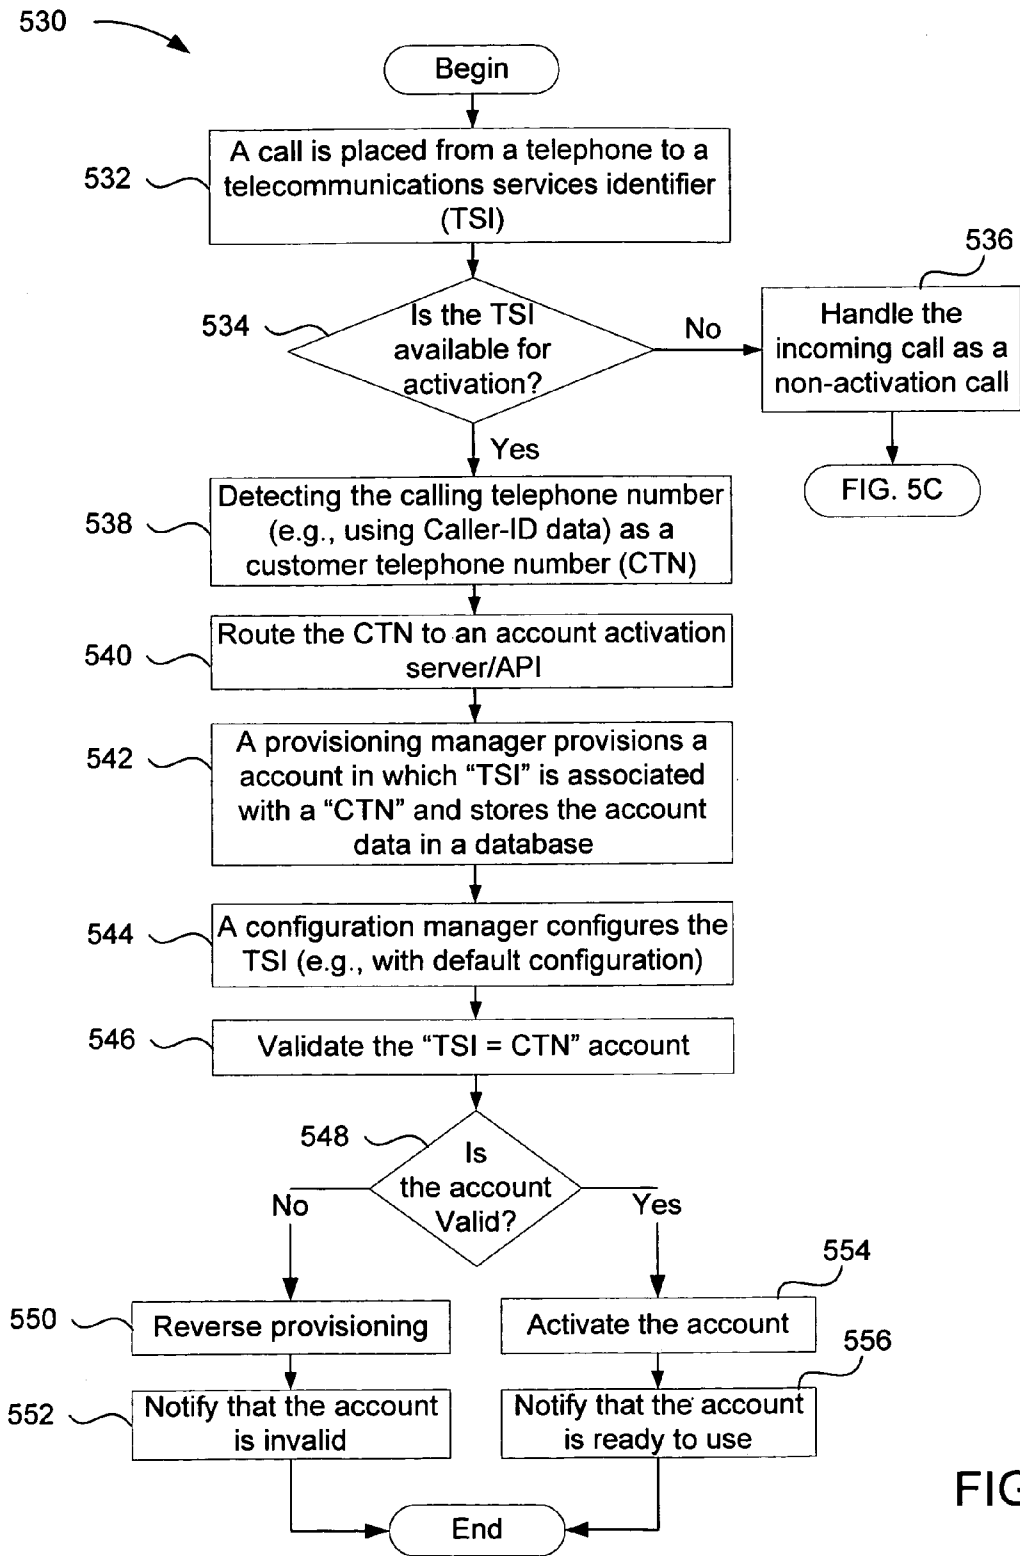 530
Begin
A call is placed from a telephone to a
telecommunications services identifier
(TSI)
532
536
534
Is the TSI
available for
activation?
No
Handle the
incoming call as a
non-activation call
Yes
FIG. 5C
538
Detecting the calling telephone number
(e.g., using Caller-ID data) as a
customer telephone number (CTN)
540
Route the CTN to an account activation
server/API
542
A provisioning manager provisions a
account in which “TSI” is associated
with a “CTN” and stores the account
data in a database
544
A configuration manager configures the
TSI (e.g., with default configuration)
546
Validate the “TSI = CTN” account
548
Is
the account
Valid?
No
Yes
554
550
Reverse provisioning
Activate the account
556
552
Notify that the account
is invalid
Notify that the account
is ready to use
FIG
End